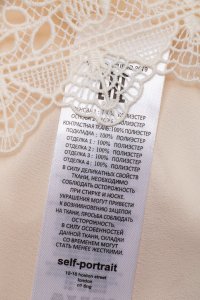 ОСНОВА 1 : 100% ПОЛИЭСТЕР
КОНТРАСТНАЯ ТКАНЬ: 100% ПОЛИЭСТЕР
ПОДКЛАДКА : 100% ПОЛИЭСТЕР
ОТДЕЛКА 1 : 100% ПОЛИЭСТЕР
ОТДЕЛКА 2 : 100% ПОЛИЭСТЕР
ОТДЕЛКА 3 : 100% ПОЛИЭСТЕР
ОТДЕЛКА 4 : 100% ПОЛИЭСТЕР
В СИЛУ ДЕЛИКАТНЫХ СВОЙСТВ
ТКАНИ, НЕОБХОДИМО
СОБЛЮДАТЬ ОСТОРОЖНОСТЬ
ПРИ СТИРКЕ И НОСКЕ.
УКРАШЕНИЯ МОГУТ ПРИВЕСТИ
К ВОЗНИКНОВЕНИЮ ЗАЦЕПОК
НА ТКАНИ. ПРОСЬБА СОБЛЮДАТЬ
ОСТОРОЖНОСТЬ.
В СИЛУ ОСОБЕННОСТЕЙ
ДАННОЙ ТКАНИ, СКЛАДКИ
СО ВРЕМЕНЕМ МОГУТ
СТАТЬ МЕНЕЕ ЖЕСТКИМИ.
self-portrait
london